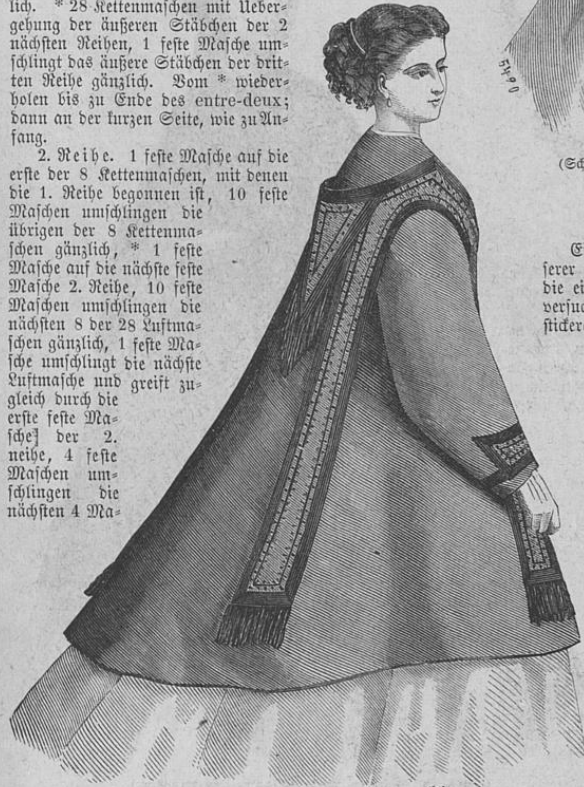 lich. * 28 Kettenmaschen mit Ueber-
gehung der äußeren Stäbchen der 2
nächsten Reihen, 1 feste Masche um-
schlingt das äußere Stäbchen der drit-
ten Reihe gänzlich. Vom * wieder-
holen bis zu Ende des entre-deux;
dann an der kurzen Seite, wie zu An-
fang.
2. Reihe. 1 feste Masche auf die
erste der 8 Kettenmaschen, mit denen
die 1. Reihe begonnen ist, 10 feste
Maschen umschlingen die
übrigen der 8 Kettenma-
schen gänzlich, * 1 feste
Masche auf die nächste feste
Masche 2. Reihe, 10 feste
Maschen umschlingen die
nächsten 8 der 28 Luftma-
schen gänzlich, 1 feste Ma-
sche umschlingt die nächste
Luftmasche und greift zu-
gleich durch die
erste feste Ma-
sche] der 2.
neihe, 4 feste
Maschen um-
schlingen die
nächsten 4 Ma-
5400
(Sch
E
serer
die ei
versuc
sticker